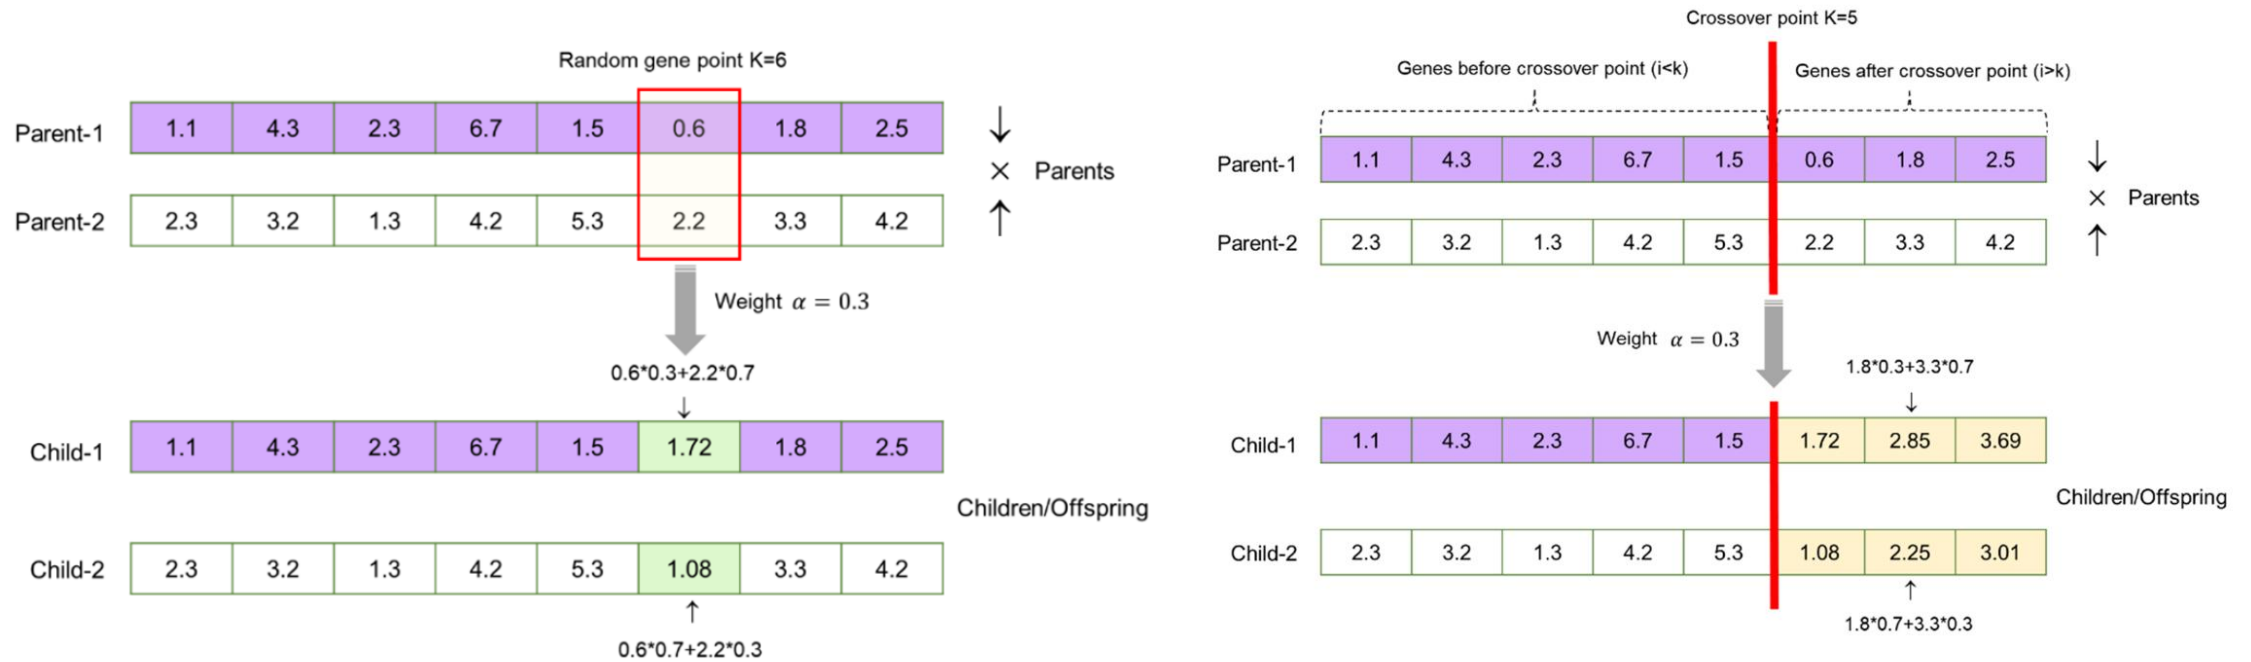 Random gene point K=6
Parent-1 1.1 4.3 2.3 6.7 1.5 0.6 1.8 2.5
↓
× Parents
Parent-2 2.3 3.2 1.3 4.2 5.3 2.2 3.3 4.2
↑
Weight α = 0.3
0.6*0.3+2.2*0.7
↓
Child-1 1.1 4.3 2.3 6.7 1.5 1.72 1.8 2.5
Children/Offspring
Child-2 2.3 3.2 1.3 4.2 5.3 1.08 3.3 4.2
↑
0.6*0.7+2.2*0.3
Crossover point K=5
Genes before crossover point (i<k)
Genes after crossover point (i>k)
Parent-1 1.1 4.3 2.3 6.7 1.5 0.6 1.8 2.5
↓
× Parents
Parent-2 2.3 3.2 1.3 4.2 5.3 2.2 3.3 4.2
↑
Weight α = 0.3
1.8*0.3+3.3*0.7
↓
Child-1 1.1 4.3 2.3 6.7 1.5 1.72 2.85 3.69
Children/Offspring
Child-2 2.3 3.2 1.3 4.2 5.3 1.08 2.25 3.01
↑
1.8*0.7+3.3*0.3